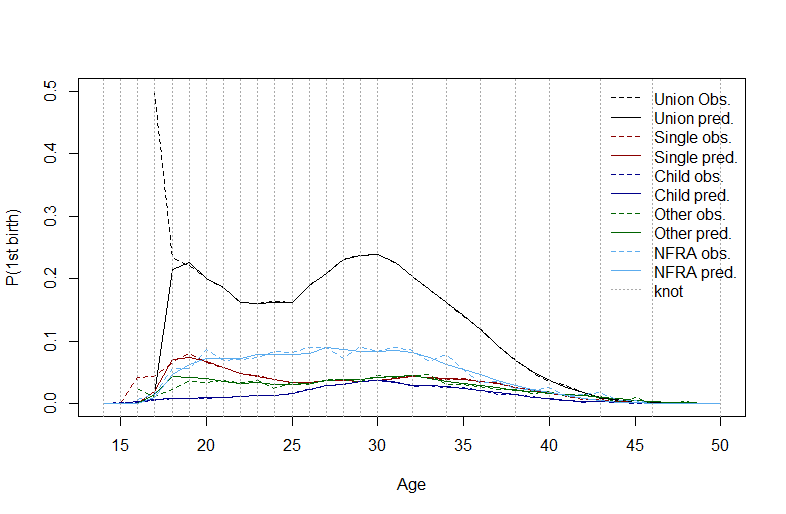 0.5
0.4
0.3
0.2
0.1
0.0
P(1st birth)
Union Obs.
Union pred.
Single obs.
Single pred.
Child obs.
Child pred.
Other obs.
Other pred.
NFRA obs.
NFRA pred.
knot
15 20 25 30 35 40 45 50
Age